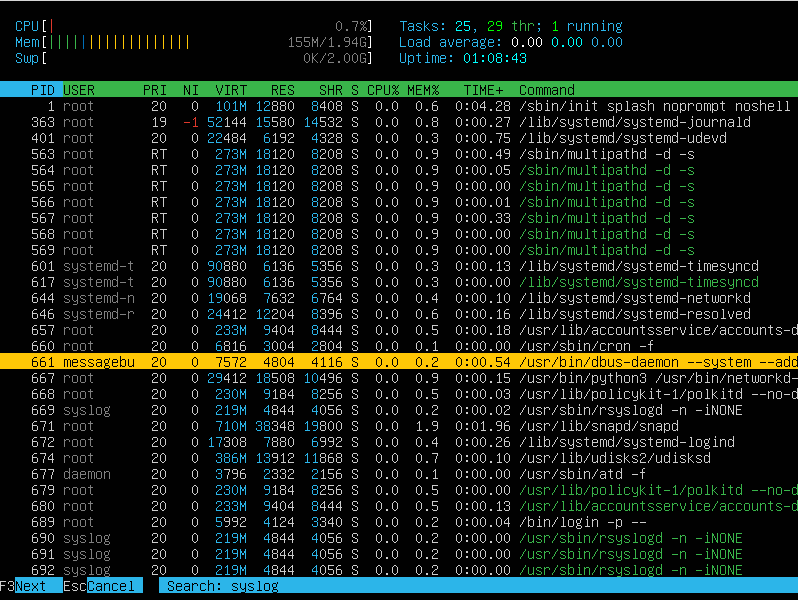 CPU[| 0.7%] Tasks: 25, 29 thr; 1 running
Mem[|||||||||||||||||| 155M/1.94G] Load average: 0.00 0.00 0.00
Swp[ 0K/2.00G] Uptime: 01:08:43
PID USER PRI NI VIRT RES SHR S CPU% MEM% TIME+ Command
1 root 20 0 101M 12880 8408 S 0.0 0.6 0:04.28 /sbin/init splash noprompt noshell
363 root 19 -1 52144 15580 14532 S 0.0 0.8 0:00.27 /lib/systemd/systemd-journald
401 root 20 0 22484 6192 4328 S 0.0 0.3 0:00.75 /lib/systemd/systemd-udevd
563 root RT 0 273M 18120 8208 S 0.0 0.9 0:00.49 /sbin/multipathd -d -s
564 root RT 0 273M 18120 8208 S 0.0 0.9 0:00.05 /sbin/multipathd -d -s
565 root RT 0 273M 18120 8208 S 0.0 0.9 0:00.00 /sbin/multipathd -d -s
566 root RT 0 273M 18120 8208 S 0.0 0.9 0:00.01 /sbin/multipathd -d -s
567 root RT 0 273M 18120 8208 S 0.0 0.9 0:00.33 /sbin/multipathd -d -s
568 root RT 0 273M 18120 8208 S 0.0 0.9 0:00.00 /sbin/multipathd -d -s
569 root RT 0 273M 18120 8208 S 0.0 0.9 0:00.00 /sbin/multipathd -d -s
601 systemd-t 20 0 90880 6136 5356 S 0.0 0.3 0:00.13 /lib/systemd/systemd-timesyncd
617 systemd-t 20 0 90880 6136 5356 S 0.0 0.3 0:00.00 /lib/systemd/systemd-timesyncd
644 systemd-n 20 0 19068 7632 6764 S 0.0 0.4 0:00.10 /lib/systemd/systemd-networkd
646 systemd-r 20 0 24412 12204 8396 S 0.0 0.6 0:00.16 /lib/systemd/systemd-resolved
657 root 20 0 233M 9404 8444 S 0.0 0.5 0:00.18 /usr/lib/accountsservice/accounts-d
660 root 20 0 6816 3004 2804 S 0.0 0.1 0:00.00 /usr/sbin/cron -f
661 messagebu 20 0 7572 4804 4116 S 0.0 0.2 0:00.54 /usr/bin/dbus-daemon --system --add
667 root 20 0 29412 18508 10496 S 0.0 0.9 0:00.15 /usr/bin/python3 /usr/bin/networkd-
668 root 20 0 230M 9184 8256 S 0.0 0.5 0:00.03 /usr/lib/policykit-1/polkitd --no-d
669 syslog 20 0 219M 4844 4056 S 0.0 0.2 0:00.02 /usr/sbin/rsyslogd -n -iNONE
671 root 20 0 710M 38348 19800 S 0.0 1.9 0:01.96 /usr/lib/snapd/snapd
672 root 20 0 17308 7880 6992 S 0.0 0.4 0:00.26 /lib/systemd/systemd-logind
674 root 20 0 386M 13912 11868 S 0.0 0.7 0:00.10 /usr/lib/udisks2/udisksd
677 daemon 20 0 3796 2332 2156 S 0.0 0.1 0:00.00 /usr/sbin/atd -f
679 root 20 0 230M 9184 8256 S 0.0 0.5 0:00.00 /usr/lib/policykit-1/polkitd --no-d
680 root 20 0 233M 9404 8444 S 0.0 0.5 0:00.13 /usr/lib/accountsservice/accounts-d
689 root 20 0 5992 4124 3340 S 0.0 0.2 0:00.04 /bin/login -p --
690 syslog 20 0 219M 4844 4056 S 0.0 0.2 0:00.00 /usr/sbin/rsyslogd -n -iNONE
691 syslog 20 0 219M 4844 4056 S 0.0 0.2 0:00.00 /usr/sbin/rsyslogd -n -iNONE
692 syslog 20 0 219M 4844 4056 S 0.0 0.2 0:00.00 /usr/sbin/rsyslogd -n -iNONE
F3Next EscCancel Search: syslog